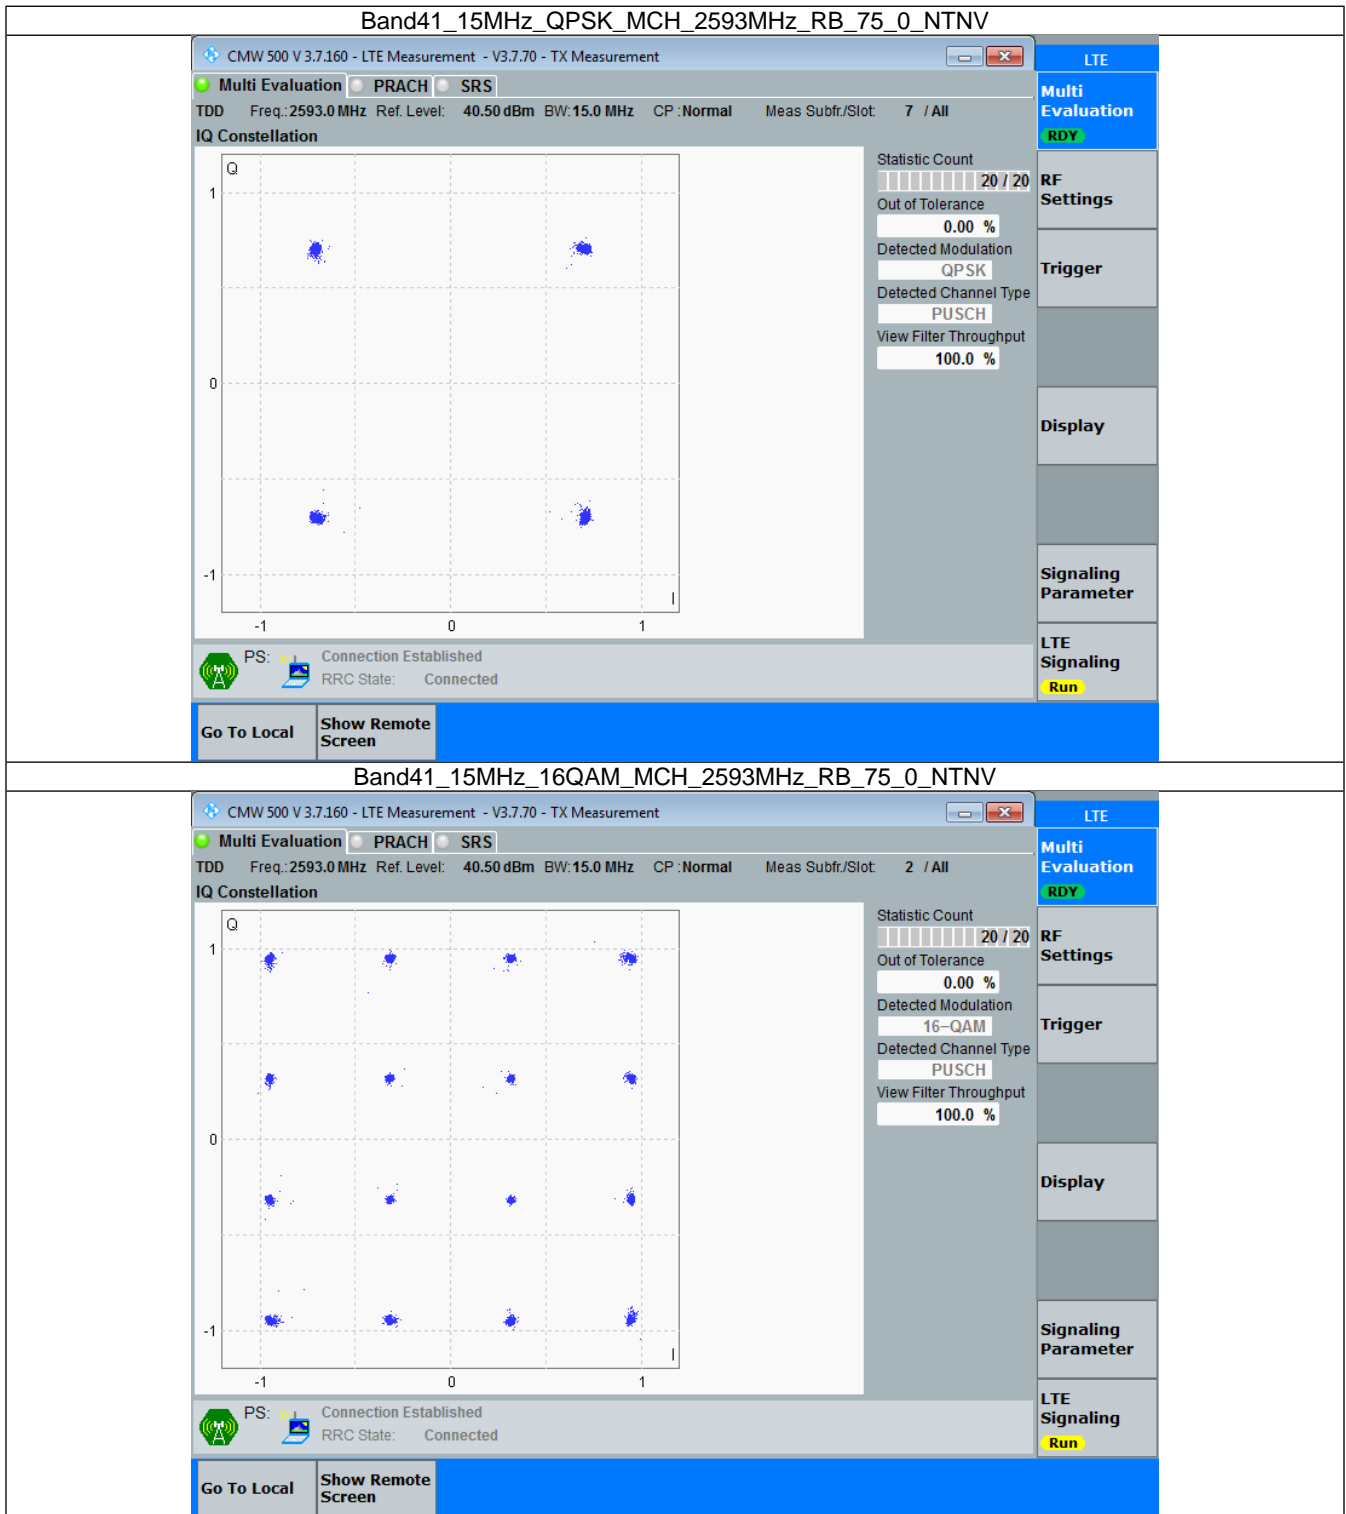 Band41_15MHz_QPSK_MCH_2593MHz_RB_75_0_NTNV
CMW 500 V 3.7.160 - LTE Measurement - V3.7.70 - TX Measurement
LTE
Multi Evaluation PRACH SRS
TDD Freq.: 2593.0 MHz Ref. Level: 40.50 dBm BW: 15.0 MHz CP : Normal Meas Subfr./Slot: 7 / All
IQ Constellation
Multi
Evaluation
RDY
Q
1
0
-1
I
-1 0 1
Statistic Count
20 / 20
Out of Tolerance
0.00 %
Detected Modulation
QPSK
Detected Channel Type
PUSCH
View Filter Throughput
100.0 %
RF
Settings
Trigger
Display
Signaling
Parameter
LTE
Signaling
Run
PS: Connection Established
RRC State: Connected
Go To Local
Show Remote
Screen
Band41_15MHz_16QAM_MCH_2593MHz_RB_75_0_NTNV
CMW 500 V 3.7.160 - LTE Measurement - V3.7.70 - TX Measurement
LTE
Multi Evaluation PRACH SRS
TDD Freq.: 2593.0 MHz Ref. Level: 40.50 dBm BW: 15.0 MHz CP : Normal Meas Subfr./Slot: 2 / All
IQ Constellation
Multi
Evaluation
RDY
Q
1
0
-1
I
-1 0 1
Statistic Count
20 / 20
Out of Tolerance
0.00 %
Detected Modulation
16-QAM
Detected Channel Type
PUSCH
View Filter Throughput
100.0 %
RF
Settings
Trigger
Display
Signaling
Parameter
LTE
Signaling
Run
PS: Connection Established
RRC State: Connected
Go To Local
Show Remote
Screen